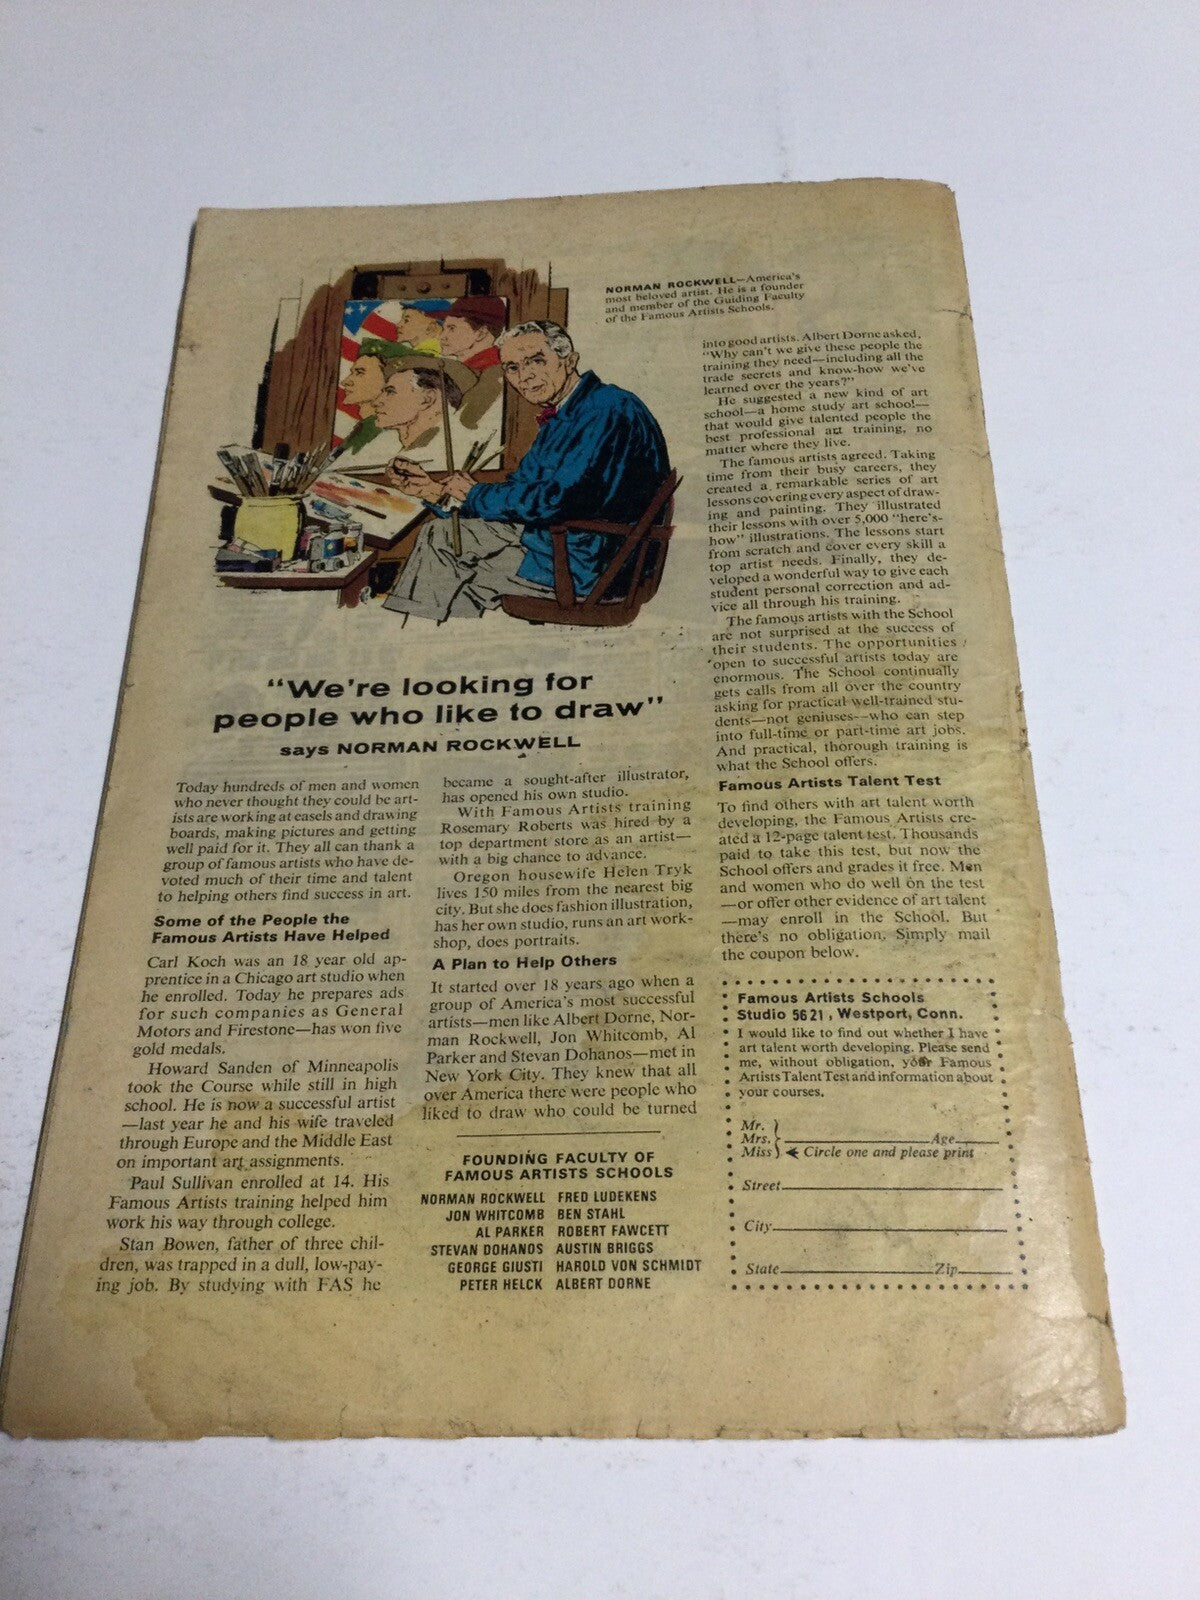 NORMAN ROCKWELL—America's
most beloved artist. He is a founder
and member of the Guiding Faculty
of the Famous Artists Schools.
"We're looking for
people who like to draw"
says NORMAN ROCKWELL
Today hundreds of men and women
who never thought they could be art-
ists are working at easels and drawing
boards, making pictures and getting
well paid for it. They all can thank a
group of famous artists who have de-
voted much of their time and talent
to helping others find success in art.
Some of the People the
Famous Artists Have Helped
Carl Koch was an 18 year old ap-
prentice in a Chicago art studio when
he enrolled. Today he prepares ads
for such companies as General
Motors and Firestone—has won five
gold medals.
Howard Sanden of Minneapolis
took the Course while still in high
school. He is now a successful artist
—last year he and his wife traveled
through Europe and the Middle East
on important art assignments.
Paul Sullivan enrolled at 14. His
Famous Artists training helped him
work his way through college.
Stan Bowen, father of three chil-
dren, was trapped in a dull, low-pay-
ing job. By studying with FAS he
became a sought-after illustrator,
has opened his own studio.
With Famous Artists training
Rosemary Roberts was hired by a
top department store as an artist—
with a big chance to advance.
Oregon housewife Helen Tryk
lives 150 miles from the nearest big
city. But she does fashion illustration,
has her own studio, runs an art work-
shop, does portraits.
A Plan to Help Others
It started over 18 years ago when a
group of America's most successful
artists—men like Albert Dorne, Nor-
man Rockwell, Jon Whitcomb, Al
Parker and Stevan Dohanos—met in
New York City. They knew that all
over America there were people who
liked to draw who could be turned
FOUNDING FACULTY OF
FAMOUS ARTISTS SCHOOLS
NORMAN ROCKWELL FRED LUDEKENS
JON WHITCOMB BEN STAHL
AL PARKER ROBERT FAWCETT
STEVAN DOHANOS AUSTIN BRIGGS
GEORGE GIUSTI HAROLD VON SCHMIDT
PETER HELCK ALBERT DORNE
into good artists. Albert Dorne asked,
"Why can't we give these people the
training they need—including all the
trade secrets and know-how we've
learned over the years?"
He suggested a new kind of art
school—a home study art school—
that would give talented people the
best professional art training, no
matter where they live.
The famous artists agreed. Taking
time from their busy careers, they
created a remarkable series of art
lessons covering every aspect of draw-
ing and painting. They illustrated
their lessons with over 5,000 "here's-
how" illustrations. The lessons start
from scratch and cover every skill a
top artist needs. Finally, they de-
veloped a wonderful way to give each
student personal correction and ad-
vice all through his training.
The famous artists with the School
are not surprised at the success of
their students. The opportunities
open to successful artists today are
enormous. The School continually
gets calls from all over the country
asking for practical well-trained stu-
dents—not geniuses—who can step
into full-time or part-time art jobs.
And practical, thorough training is
what the School offers.
Famous Artists Talent Test
To find others with art talent worth
developing, the Famous Artists cre-
ated a 12-page talent test. Thousands
paid to take this test, but now the
School offers and grades it free. Men
and women who do well on the test
—or offer other evidence of art talent
—may enroll in the School. But
there's no obligation. Simply mail
the coupon below.
Famous Artists Schools
Studio 5621, Westport, Conn.
I would like to find out whether I have
art talent worth developing. Please send
me, without obligation, your Famous
Artists Talent Test and information about
your courses.
Mr.
Mrs. Age
Miss Circle one and please print
Street
City
State Zip